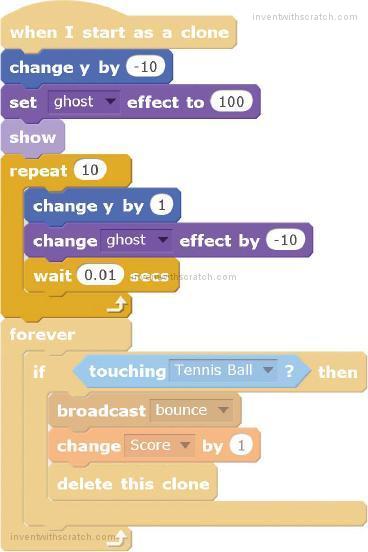 inventwithscratch.com
when I start as a clone
change y by -10
set ghost effect to 100
show
repeat 10
change y by 1
change ghost effect by -10
wait 0.01 secs
inventwithscratch.com
forever
if touching Tennis Ball ? then
broadcast bounce
change Score by 1
delete this clone
inventwithscratch.com